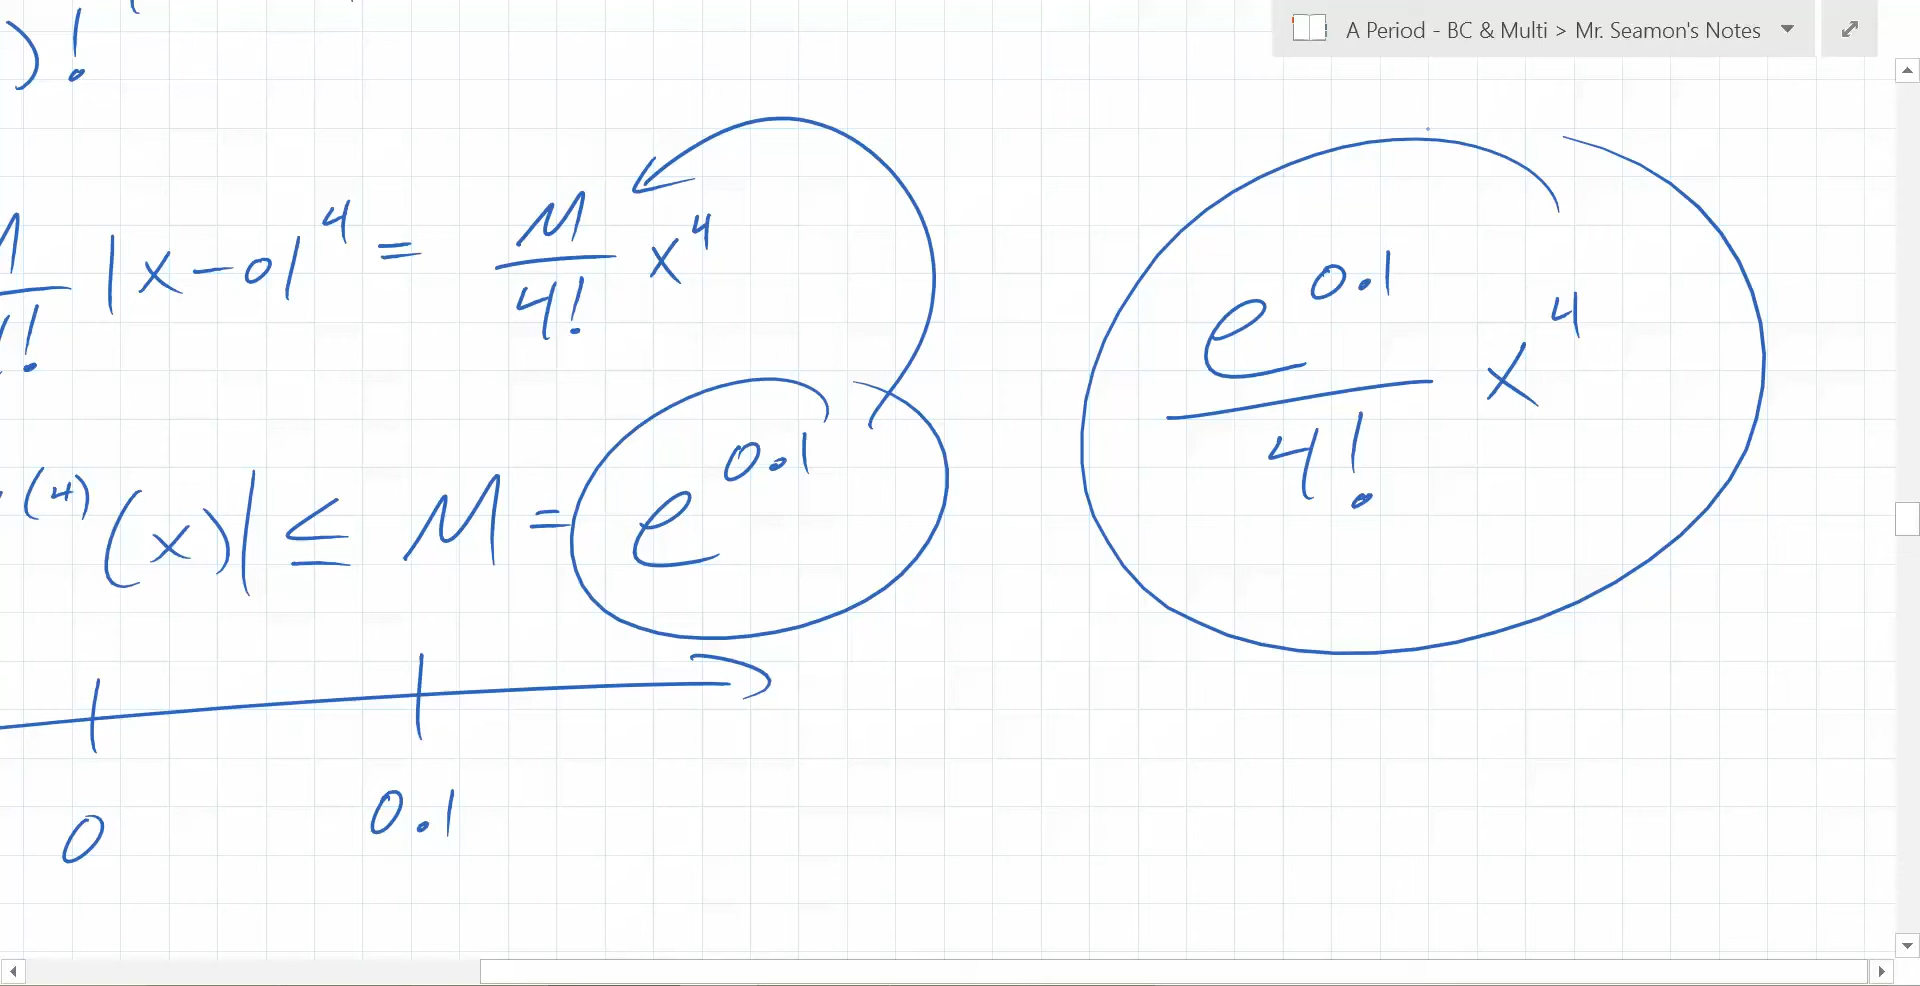 A Period - BC & Multi > Mr. Seamon's Notes
)!
|x-0|^4 = M/4! x^4
e^0.1/4! x^4
(4)(x)| ≤ M = e^0.1
0 0.1